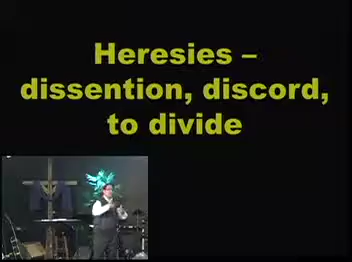 Heresies –
dissention, discord,
to divide